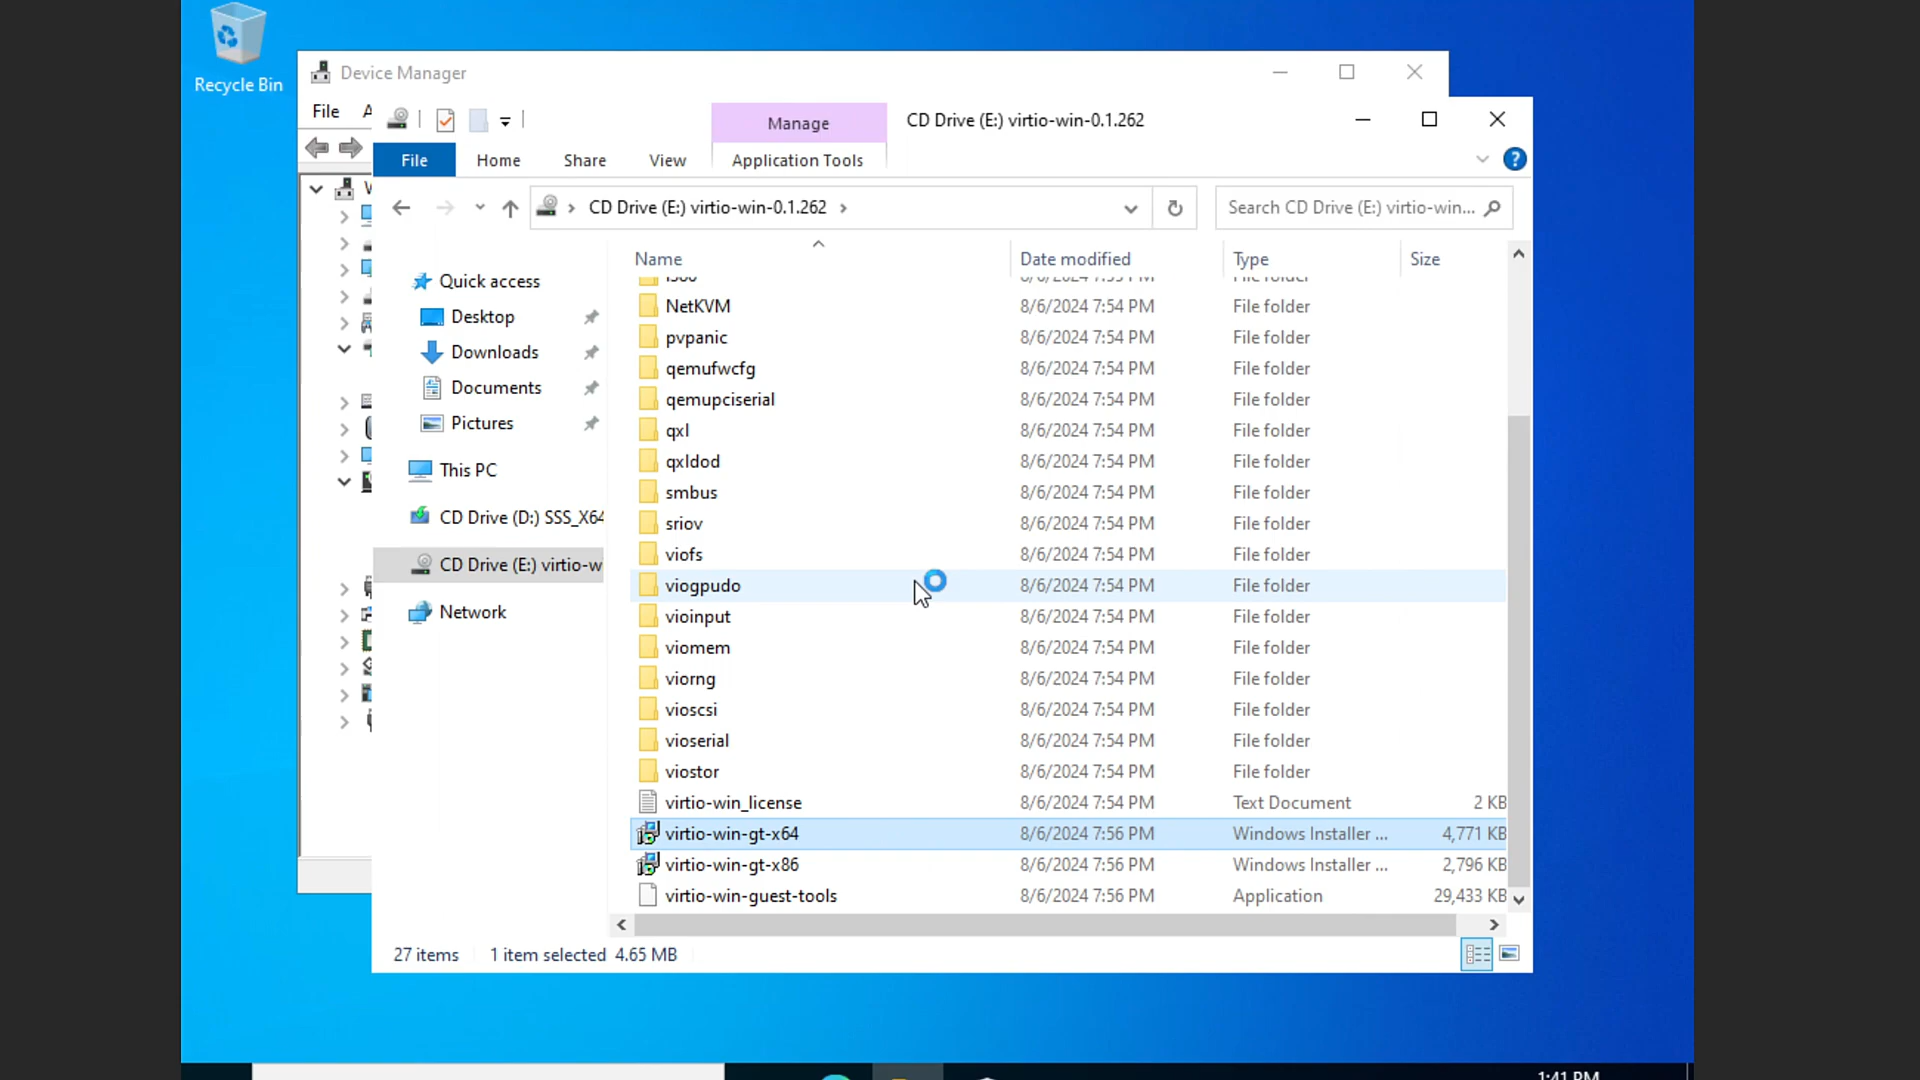 Recycle Bin
Device Manager
File A
Manage
CD Drive (E:) virtio-win-0.1.262
File Home Share View Application Tools
CD Drive (E:) virtio-win-0.1.262
Search CD Drive (E:) virtio-win...
Name Date modified Type Size
Quick access
Desktop
Downloads
Documents
Pictures
This PC
CD Drive (D:) SSS_X64
CD Drive (E:) virtio-w
Network
NetKVM 8/6/2024 7:54 PM File folder
pvpanic 8/6/2024 7:54 PM File folder
qemufwcfg 8/6/2024 7:54 PM File folder
qemupciserial 8/6/2024 7:54 PM File folder
qxl 8/6/2024 7:54 PM File folder
qxldod 8/6/2024 7:54 PM File folder
smbus 8/6/2024 7:54 PM File folder
sriov 8/6/2024 7:54 PM File folder
viofs 8/6/2024 7:54 PM File folder
viogpudo 8/6/2024 7:54 PM File folder
vioinput 8/6/2024 7:54 PM File folder
viomem 8/6/2024 7:54 PM File folder
viorng 8/6/2024 7:54 PM File folder
vioscsi 8/6/2024 7:54 PM File folder
vioserial 8/6/2024 7:54 PM File folder
viostor 8/6/2024 7:54 PM File folder
virtio-win_license 8/6/2024 7:54 PM Text Document 2 KB
virtio-win-gt-x64 8/6/2024 7:56 PM Windows Installer ... 4,771 KB
virtio-win-gt-x86 8/6/2024 7:56 PM Windows Installer ... 2,796 KB
virtio-win-guest-tools 8/6/2024 7:56 PM Application 29,433 KB
27 items 1 item selected 4.65 MB
1:41 PM